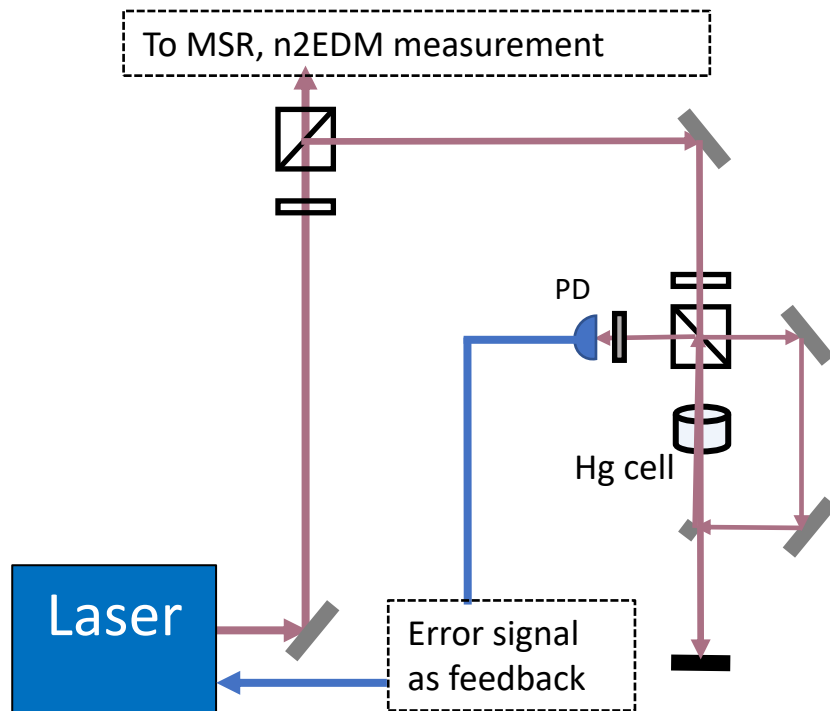 To MSR, n2EDM measurement
PD
Hg cell
Laser
Error signal
as feedback